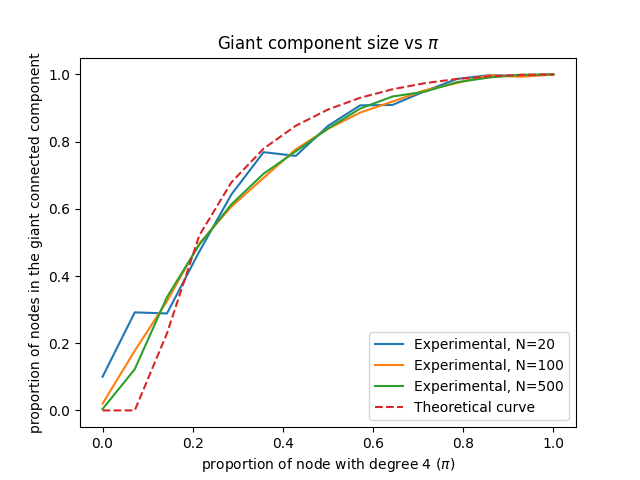 Giant component size vs π
proportion of nodes in the giant connected component
1.0
0.8
0.6
0.4
0.2
0.0
Experimental, N=20
Experimental, N=100
Experimental, N=500
Theoretical curve
0.0 0.2 0.4 0.6 0.8 1.0
proportion of node with degree 4 (π)